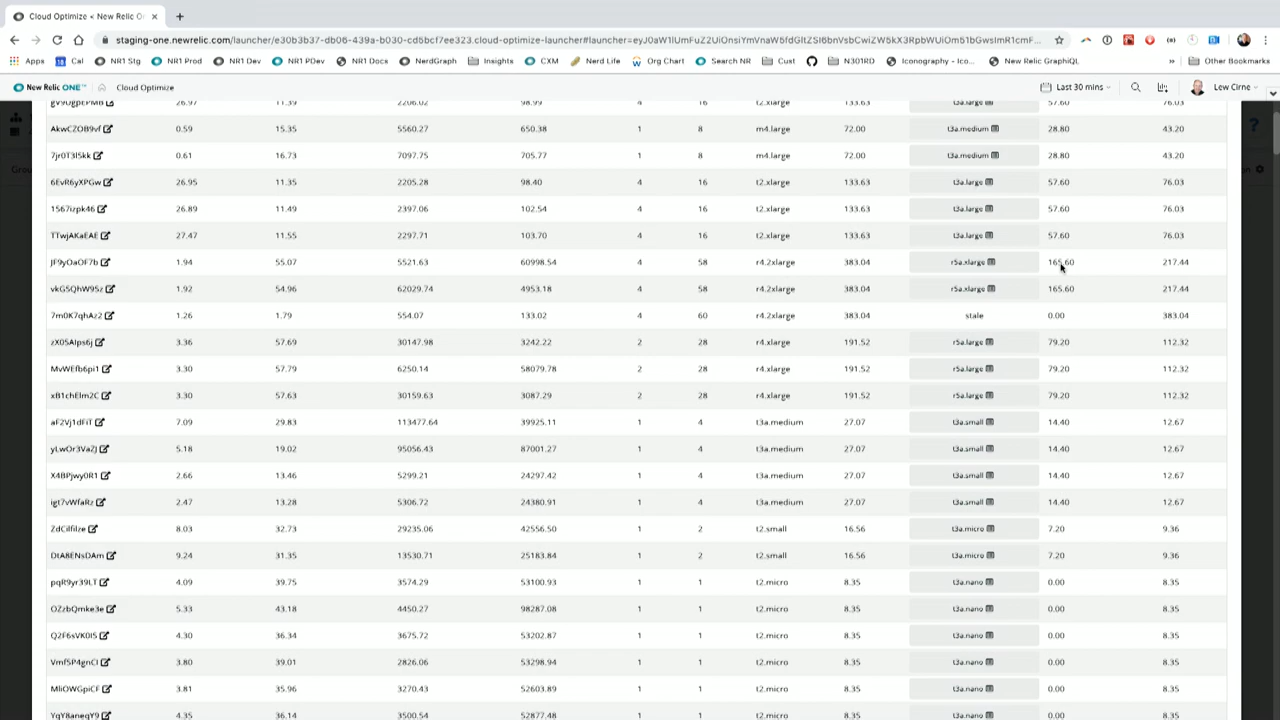 Cloud Optimize < New Relic O
staging-one.newrelic.com/launcher/e30b3b37-db06-439a-b030-cd5bcf7ee323.cloud-optimize-launcher#launcher=
Apps Cal NR1 Stg NR1 Prod NR1 Dev NR1 PDev NR1 Docs NerdGraph Insights CXM Nerd Life Org Chart Search NR Cust N301RD Iconography - Ico... New Relic GraphiQL » Other Bookmarks
New Relic ONE™ Cloud Optimize Last 30 mins Lew Cirne
26.97 11.39 2206.02 98.99 4 16 t2.xlarge 133.63 t3a.large 57.60 76.03
AkwCZOB9vf 0.59 15.35 5560.27 650.38 1 8 m4.large 72.00 t3a.medium 28.80 43.20
7jr0T3l5kk 0.61 16.73 7097.75 705.77 1 8 m4.large 72.00 t3a.medium 28.80 43.20
?
6EvR6yXPGw 26.95 11.35 2205.28 98.40 4 16 t2.xlarge 133.63 t3a.large 57.60 76.03
1567izpk46 26.89 11.49 2397.06 102.54 4 16 t2.xlarge 133.63 t3a.large 57.60 76.03
TTwjAKaEAE 27.47 11.55 2297.71 103.70 4 16 t2.xlarge 133.63 t3a.large 57.60 76.03
JF9yOaOF7b 1.94 55.07 5521.63 60998.54 4 58 r4.2xlarge 383.04 r5a.xlarge 165.60 217.44
vkGSQhW95z 1.92 54.96 62029.74 4953.18 4 58 r4.2xlarge 383.04 r5a.xlarge 165.60 217.44
7m0K7qhAz2 1.26 1.79 554.07 133.02 4 60 r4.2xlarge 383.04 stale 0.00 383.04
zX05Alps6j 3.36 57.69 30147.98 3242.22 2 28 r4.xlarge 191.52 r5a.large 79.20 112.32
MvWEfb6pi1 3.30 57.79 6250.14 58079.78 2 28 r4.xlarge 191.52 r5a.large 79.20 112.32
xB1chElm2C 3.30 57.63 30159.63 3087.29 2 28 r4.xlarge 191.52 r5a.large 79.20 112.32
aF2Vj1dFiT 7.09 29.83 113477.64 39925.11 1 4 t3a.medium 27.07 t3a.small 14.40 12.67
yLwOr3VaZJ 5.18 19.02 95056.43 87001.27 1 4 t3a.medium 27.07 t3a.small 14.40 12.67
X4BPjwy0R1 2.66 13.46 5299.21 24297.42 1 4 t3a.medium 27.07 t3a.small 14.40 12.67
igt7vWfaRz 2.47 13.28 5306.72 24380.91 1 4 t3a.medium 27.07 t3a.small 14.40 12.67
ZdCilfilze 8.03 32.73 29235.06 42556.50 1 2 t2.small 16.56 t3a.micro 7.20 9.36
DtA8ENsDAm 9.24 31.35 13530.71 25183.84 1 2 t2.small 16.56 t3a.micro 7.20 9.36
pqR9yr39LT 4.09 39.75 3574.29 53100.93 1 1 t2.micro 8.35 t3a.nano 0.00 8.35
OZzbQmke3e 5.33 43.18 4450.27 98287.08 1 1 t2.micro 8.35 t3a.nano 0.00 8.35
Q2F6sVK0IS 4.30 36.34 3675.72 53202.87 1 1 t2.micro 8.35 t3a.nano 0.00 8.35
VmfSP4gnCI 3.80 39.01 2826.06 53298.94 1 1 t2.micro 8.35 t3a.nano 0.00 8.35
MliOWGpiCF 3.81 35.96 3270.43 52603.89 1 1 t2.micro 8.35 t3a.nano 0.00 8.35
YqY8aneqY9 4.35 36.14 3500.54 52877.48 1 1 t2.micro 8.35 t3a.nano 0.00 8.35